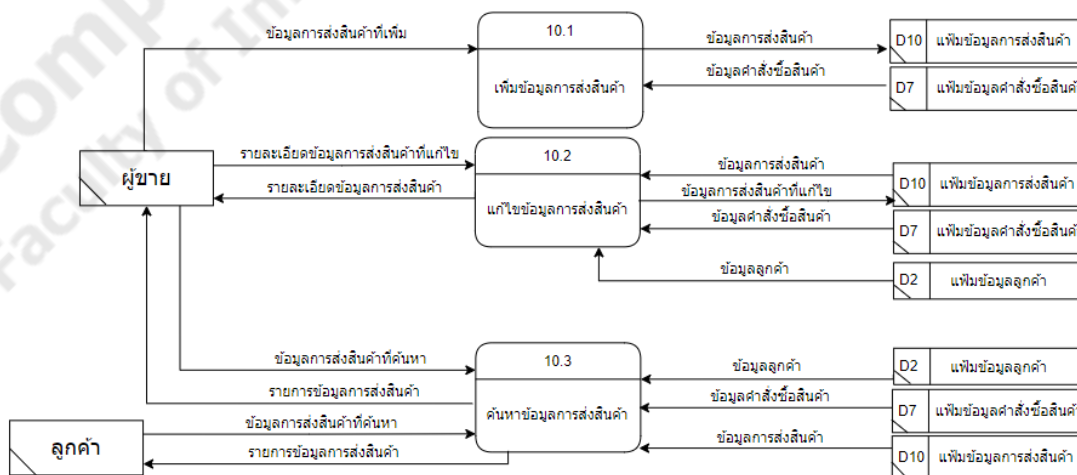 ข้อมูลการส่งสินค้าที่เพิ่ม
10.1
เพิ่มข้อมูลการส่งสินค้า
ข้อมูลการส่งสินค้า
D10 แฟ้มข้อมูลการส่งสินค้า
ข้อมูลคำสั่งซื้อสินค้า
D7 แฟ้มข้อมูลคำสั่งซื้อสินค้
ผู้ขาย
รายละเอียดข้อมูลการส่งสินค้าที่แก้ไข
รายละเอียดข้อมูลการส่งสินค้า
10.2
แก้ไขข้อมูลการส่งสินค้า
ข้อมูลการส่งสินค้า
ข้อมูลการส่งสินค้าที่แก้ไข
D10 แฟ้มข้อมูลการส่งสินค้า
ข้อมูลคำสั่งซื้อสินค้า
D7 แฟ้มข้อมูลคำสั่งซื้อสินค้
ข้อมูลลูกค้า
D2 แฟ้มข้อมูลลูกค้า
ข้อมูลการส่งสินค้าที่ค้นหา
รายการข้อมูลการส่งสินค้า
10.3
ค้นหาข้อมูลการส่งสินค้า
ข้อมูลลูกค้า
D2 แฟ้มข้อมูลลูกค้า
ข้อมูลคำสั่งซื้อสินค้า
D7 แฟ้มข้อมูลคำสั่งซื้อสินค้
ข้อมูลการส่งสินค้า
D10 แฟ้มข้อมูลการส่งสินค้า
ลูกค้า
ข้อมูลการส่งสินค้าที่ค้นหา
รายการข้อมูลการส่งสินค้า
Comp
Faculty of In